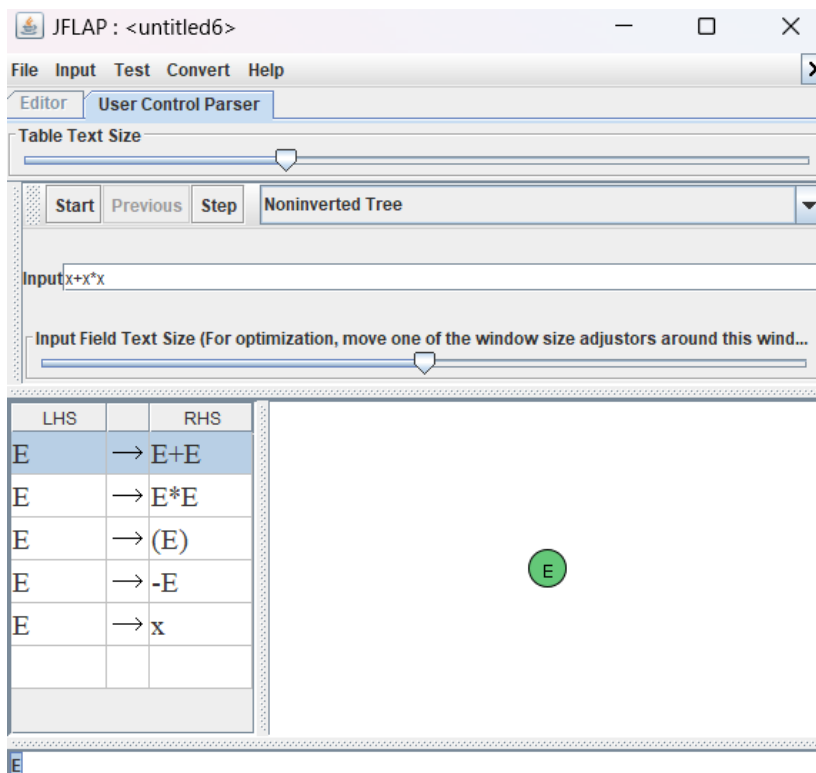 JFLAP : <untitled6>
File Input Test Convert Help
Editor User Control Parser
Table Text Size
Start Previous Step Noninverted Tree
Input x+x*x
Input Field Text Size (For optimization, move one of the window size adjustors around this wind...
LHS RHS
E → E+E
E → E*E
E → (E)
E → -E
E → x
E
E